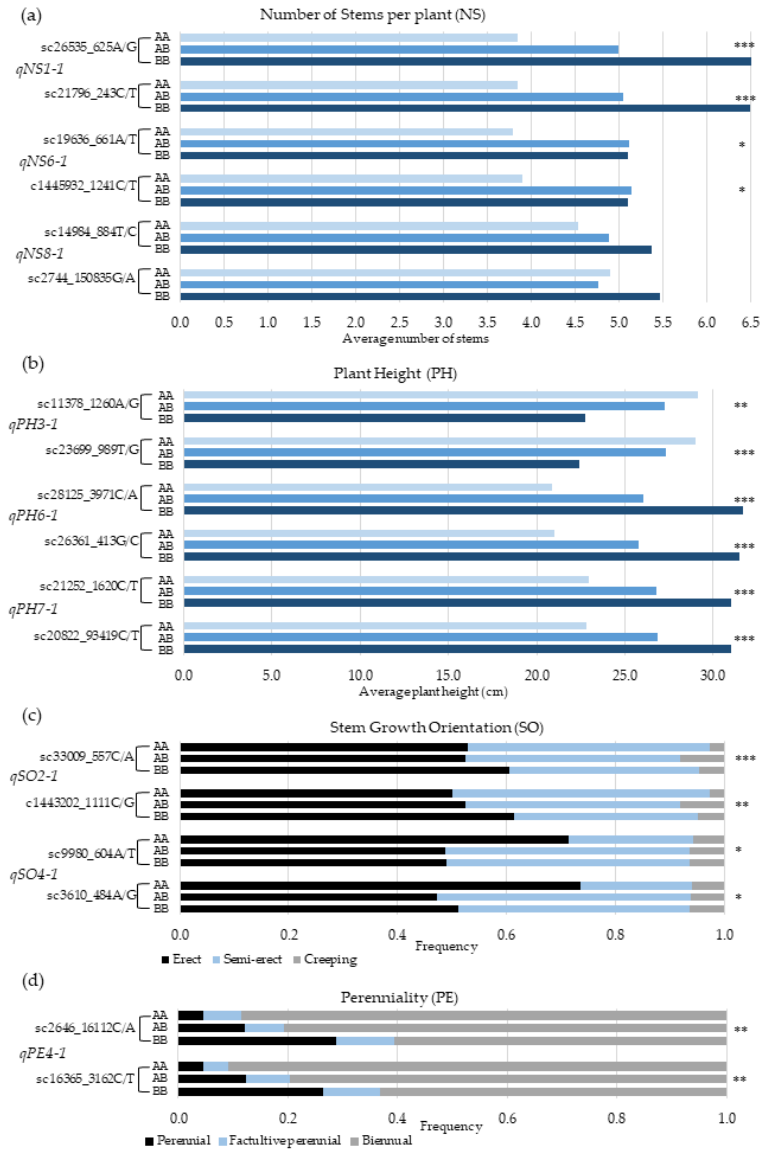 (a)
Number of Stems per plant (NS)
sc26535_625A/G
AA
AB
BB
***
qNS1-1
sc21796_243C/T
AA
AB
BB
***
sc19636_661A/T
AA
AB
BB
*
qNS6-1
c1445932_1241C/T
AA
AB
BB
*
sc14984_884T/C
AA
AB
BB
qNS8-1
sc2744_150835G/A
AA
AB
BB
0.0 0.5 1.0 1.5 2.0 2.5 3.0 3.5 4.0 4.5 5.0 5.5 6.0 6.5
Average number of stems
(b)
Plant Height (PH)
sc11378_1260A/G
AA
AB
BB
**
qPH3-1
sc23699_989T/G
AA
AB
BB
***
sc28125_3971C/A
AA
AB
BB
***
qPH6-1
sc26361_413G/C
AA
AB
BB
***
sc21252_1620C/T
AA
AB
BB
***
qPH7-1
sc20822_93419C/T
AA
AB
BB
***
0.0 5.0 10.0 15.0 20.0 25.0 30.0
Average plant height (cm)
(c)
Stem Growth Orientation (SO)
sc33009_557C/A
AA
AB
BB
***
qSO2-1
c1443202_1111C/G
AA
AB
BB
**
sc9980_604A/T
AA
AB
BB
*
qSO4-1
sc3610_484A/G
AA
AB
BB
*
0.0 0.2 0.4 0.6 0.8 1.0
Frequency
Erect Semi-erect Creeping
(d)
Perenniality (PE)
sc2646_16112C/A
AA
AB
BB
**
qPE4-1
sc16365_3162C/T
AA
AB
BB
**
0.0 0.2 0.4 0.6 0.8 1.0
Frequency
Perennial Factultive perennial Biennual